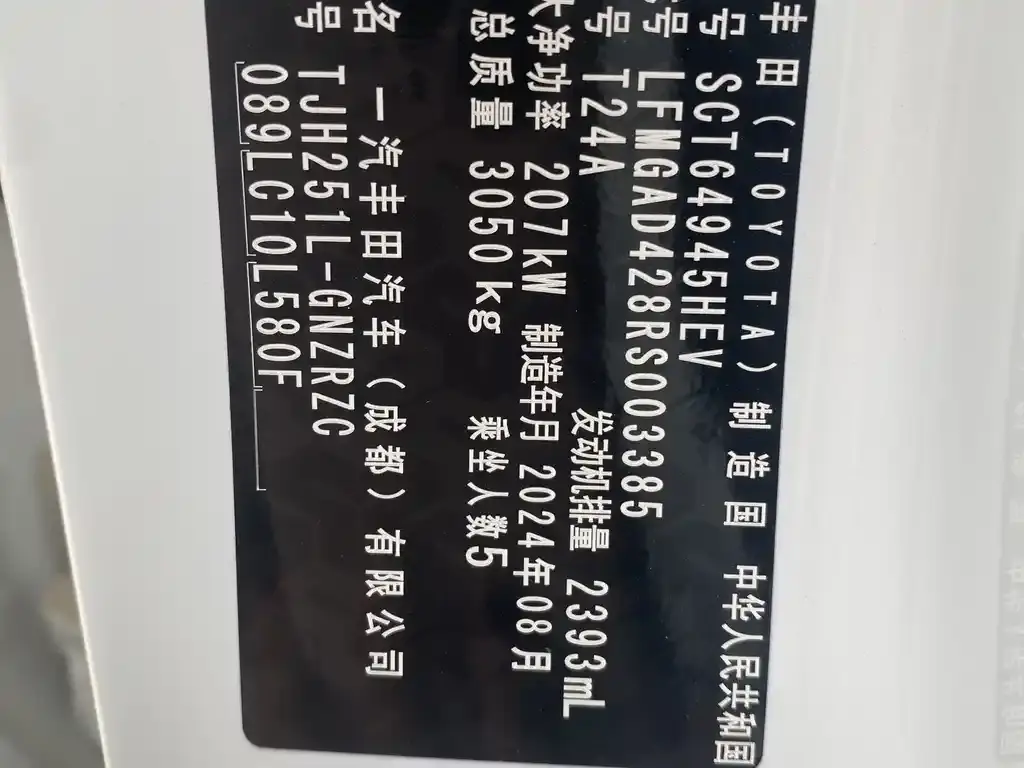 丰田(TOYOTA) 制造国 中华人民共和国
号 SCT6494 5HEV
号 LFMGAD428RS003385
号 T24A 发动机排量 2393mL
大净功率 207kW 制造年月 2024年08月
总质量 3050kg 乘坐人数5
名 一汽丰田汽车(成都)有限公司
号 TJH251L-GNZRZC
089LC10L580F